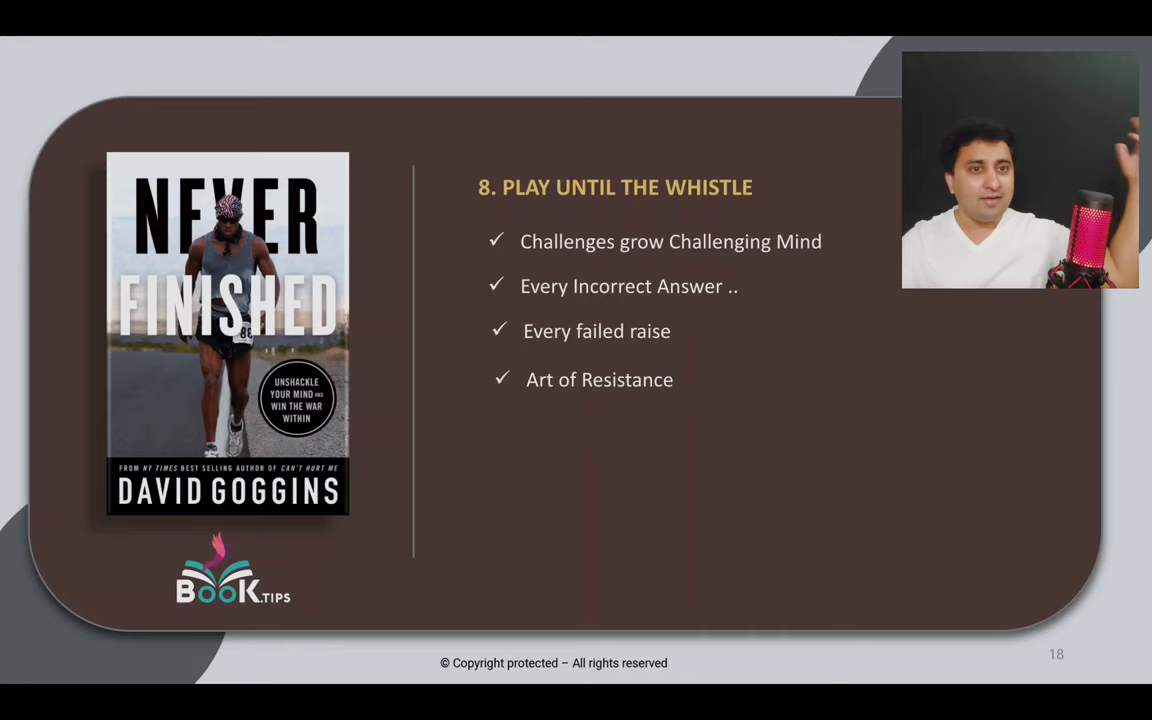 NEVER
FINISHED
88
UNSHACKLE
YOUR MIND AND
WIN THE WAR
WITHIN
FROM NY TIMES BEST SELLING AUTHOR OF CAN'T HURT ME
DAVID GOGGINS
BOOK.TIPS
8. PLAY UNTIL THE WHISTLE
✓ Challenges grow Challenging Mind
✓ Every Incorrect Answer ..
✓ Every failed raise
✓ Art of Resistance
© Copyright protected – All rights reserved
18